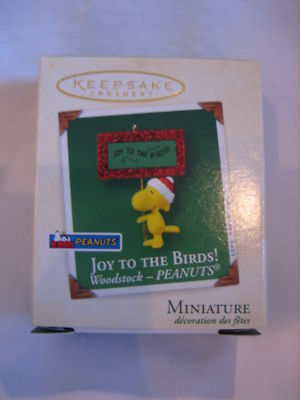 KEEPSAKE
ORNAMENT
JOY TO THE BIRDS!
PEANUTS
JOY TO THE BIRDS!
Woodstock – PEANUTS®
MINIATURE
décoration des fêtes